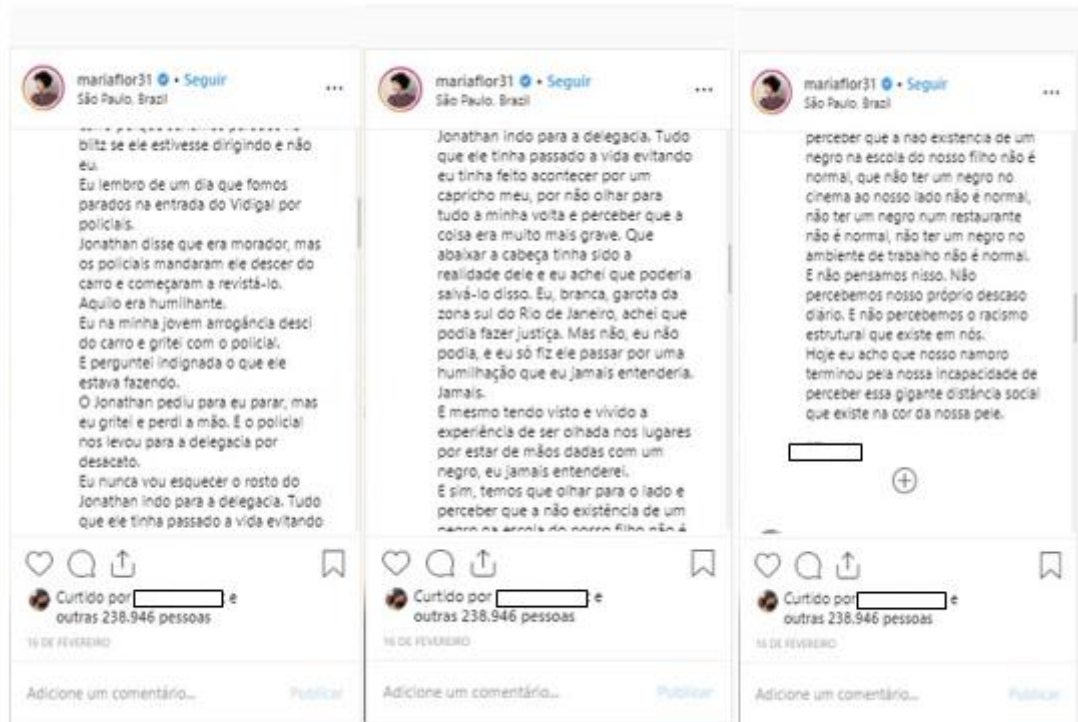 mariaflor31 • Seguir
São Paulo, Brazil
blitz se ele estivesse dirigindo e não
eu.
Eu lembro de um dia que fomos
parados na entrada do Vidigal por
policiais.
Jonathan disse que era morador, mas
os policiais mandaram ele descer do
carro e começaram a revistá-lo.
Aquilo era humilhante.
Eu na minha jovem arrogância desci
do carro e gritei com o policial.
E perguntei indignada o que ele
estava fazendo.
O Jonathan pediu para eu parar, mas
eu gritei e perdi a mão. E o policial
nos levou para a delegacia por
desacato.
Eu nunca vou esquecer o rosto do
Jonathan indo para a delegacia. Tudo
que ele tinha passado a vida evitando
Curtido por e
outras 238.946 pessoas
16 DE FEVEREIRO
Adicione um comentário... Publicar
mariaflor31 • Seguir
São Paulo, Brazil
Jonathan indo para a delegacia. Tudo
que ele tinha passado a vida evitando
eu tinha feito acontecer por um
capricho meu, por não olhar para
tudo a minha volta e perceber que a
coisa era muito mais grave. Que
abaixar a cabeça tinha sido a
realidade dele e eu achei que poderia
salvá-lo disso. Eu, branca, garota da
zona sul do Rio de Janeiro, achei que
podia fazer justiça. Mas não, eu não
podia, e eu só fiz ele passar por uma
humilhação que eu jamais entenderia.
Jamais.
E mesmo tendo visto e vivido a
experiência de ser olhada nos lugares
por estar de mãos dadas com um
negro, eu jamais entenderei.
E sim, temos que olhar para o lado e
perceber que a não existência de um
negro na escola do nosso filho não é
Curtido por e
outras 238.946 pessoas
16 DE FEVEREIRO
Adicione um comentário... Publicar
mariaflor31 • Seguir
São Paulo, Brazil
perceber que a não existência de um
negro na escola do nosso filho não é
normal, que não ter um negro no
cinema ao nosso lado não é normal,
não ter um negro num restaurante
não é normal, não ter um negro no
ambiente de trabalho não é normal.
E não pensamos nisso. Não
percebemos nosso próprio descaso
diário. E não percebemos o racismo
estrutural que existe em nós.
Hoje eu acho que nosso namoro
terminou pela nossa incapacidade de
perceber essa gigante distância social
que existe na cor da nossa pele.
Curtido por e
outras 238.946 pessoas
16 DE FEVEREIRO
Adicione um comentário... Publicar